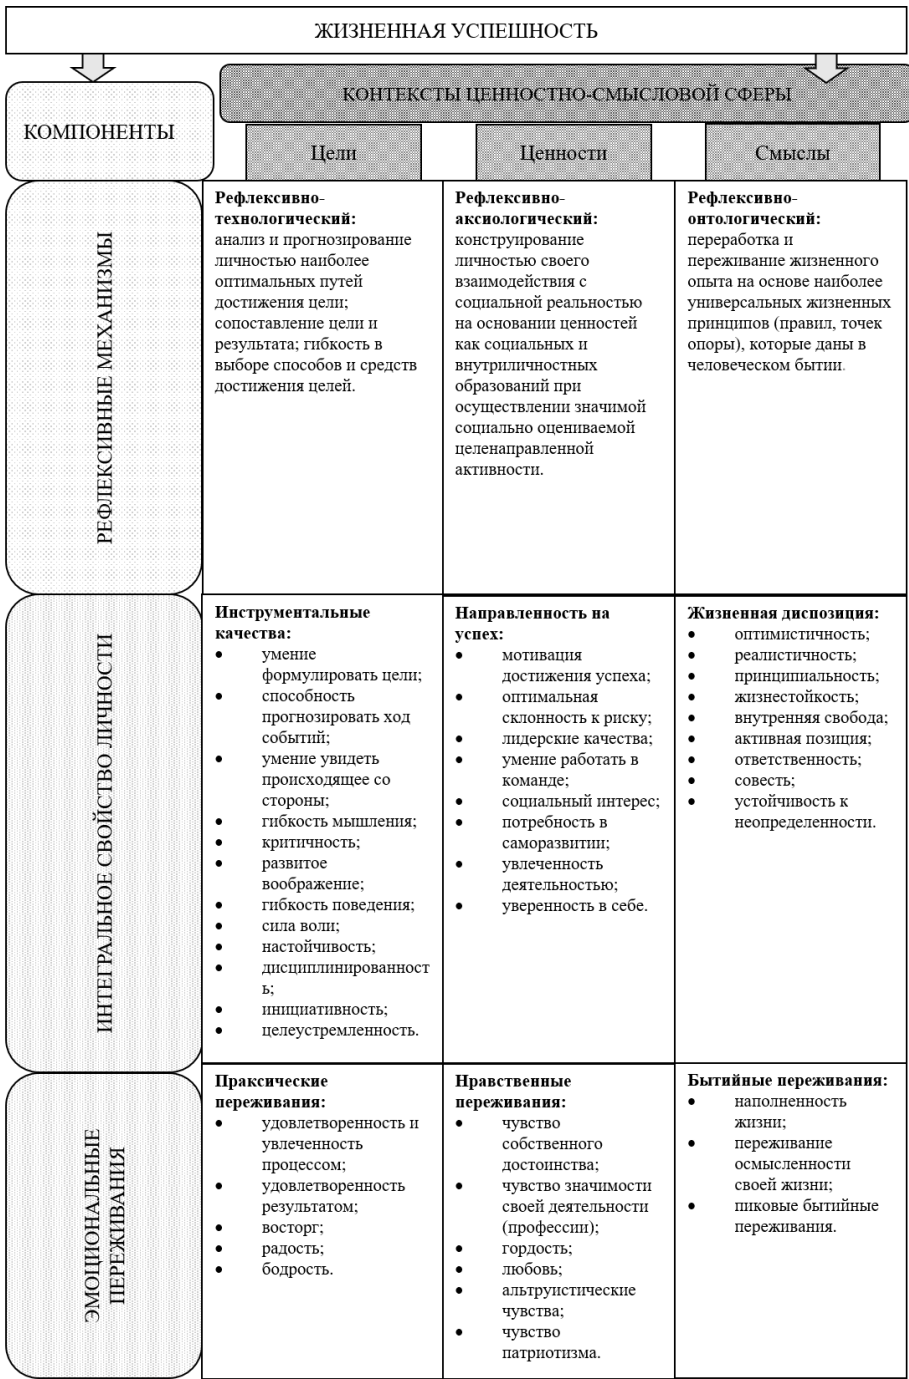 ЖИЗНЕННАЯ УСПЕШНОСТЬ
КОМПОНЕНТЫ
КОНТЕКСТЫ ЦЕННОСТНО-СМЫСЛОВОЙ СФЕРЫ
Цели
Ценности
Смыслы
РЕФЛЕКСИВНЫЕ МЕХАНИЗМЫ
Рефлексивно-
технологический:
анализ и прогнозирование
личностью наиболее
оптимальных путей
достижения цели;
сопоставление цели и
результата; гибкость в
выборе способов и средств
достижения целей.
Рефлексивно-
аксиологический:
конструирование
личностью своего
взаимодействия с
социальной реальностью
на основании ценностей
как социальных и
внутриличностных
образований при
осуществлении значимой
социально оцениваемой
целенаправленной
активности.
Рефлексивно-
онтологический:
переработка и
переживание жизненного
опыта на основе наиболее
универсальных жизненных
принципов (правил, точек
опоры), которые даны в
человеческом бытии.
ИНТЕГРАЛЬНОЕ СВОЙСТВО ЛИЧНОСТИ
Инструментальные
качества:
• умение
формулировать цели;
• способность
прогнозировать ход
событий;
• умение увидеть
происходящее со
стороны;
• гибкость мышления;
• критичность;
• развитое
воображение;
• гибкость поведения;
• сила воли;
• настойчивость;
• дисциплинированност
ь;
• инициативность;
• целеустремленность.
Направленность на
успех:
• мотивация
достижения успеха;
• оптимальная
склонность к риску;
• лидерские качества;
• умение работать в
команде;
• социальный интерес;
• потребность в
саморазвитии;
• увлеченность
деятельностью;
• уверенность в себе.
Жизненная диспозиция:
• оптимистичность;
• реалистичность;
• принципиальность;
• жизнестойкость;
• внутренняя свобода;
• активная позиция;
• ответственность;
• совесть;
• устойчивость к
неопределенности.
ЭМОЦИОНАЛЬНЫЕ
ПЕРЕЖИВАНИЯ
Праксические
переживания:
• удовлетворенность и
увлеченность
процессом;
• удовлетворенность
результатом;
• восторг;
• радость;
• бодрость.
Нравственные
переживания:
• чувство
собственного
достоинства;
• чувство значимости
своей деятельности
(профессии);
• гордость;
• любовь;
• альтруистические
чувства;
• чувство
патриотизма.
Бытийные переживания:
• наполненность
жизни;
• переживание
осмысленности
своей жизни;
• пиковые бытийные
переживания.